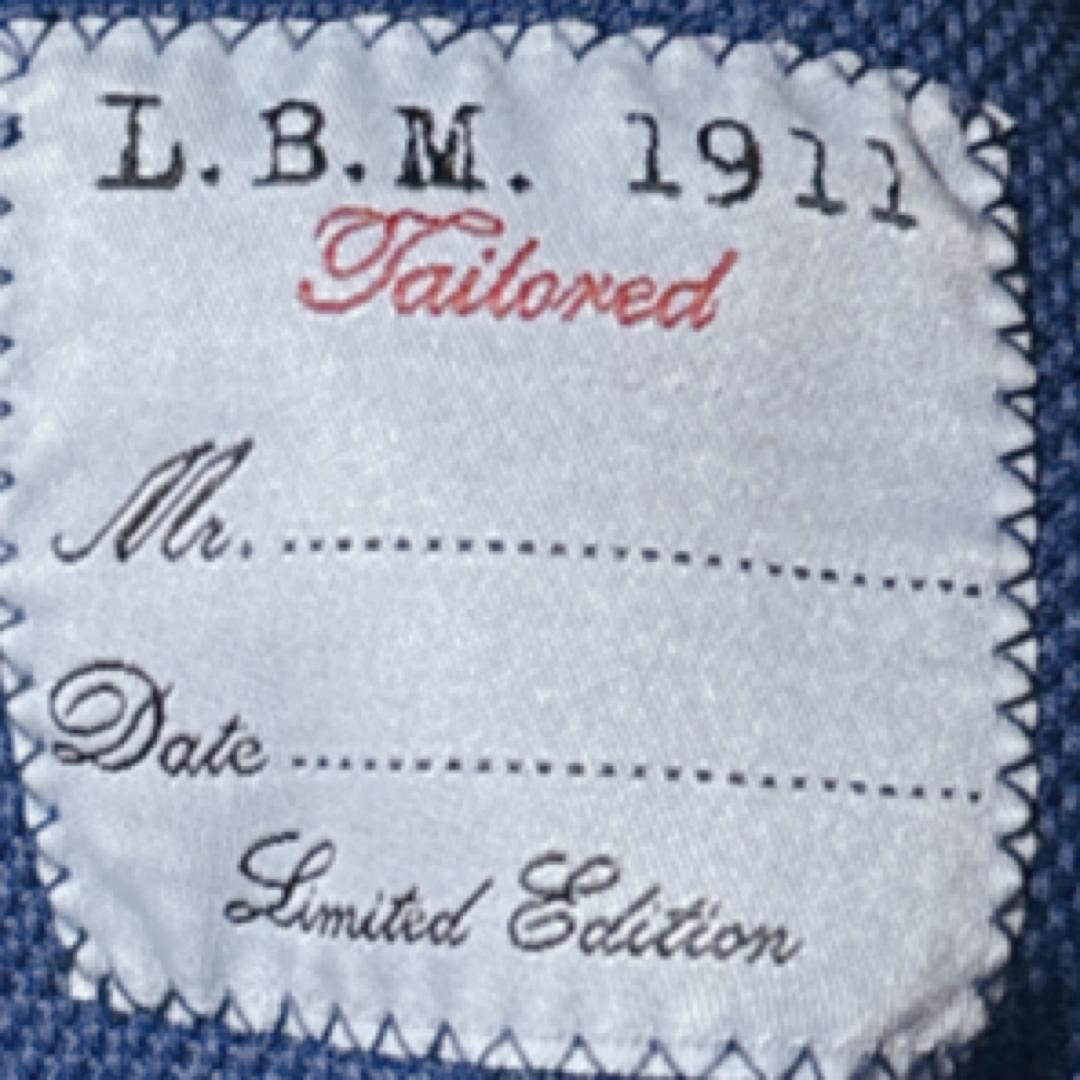 L.B.M. 1911
Tailored
Mr. ........................
Date ........................
Limited Edition